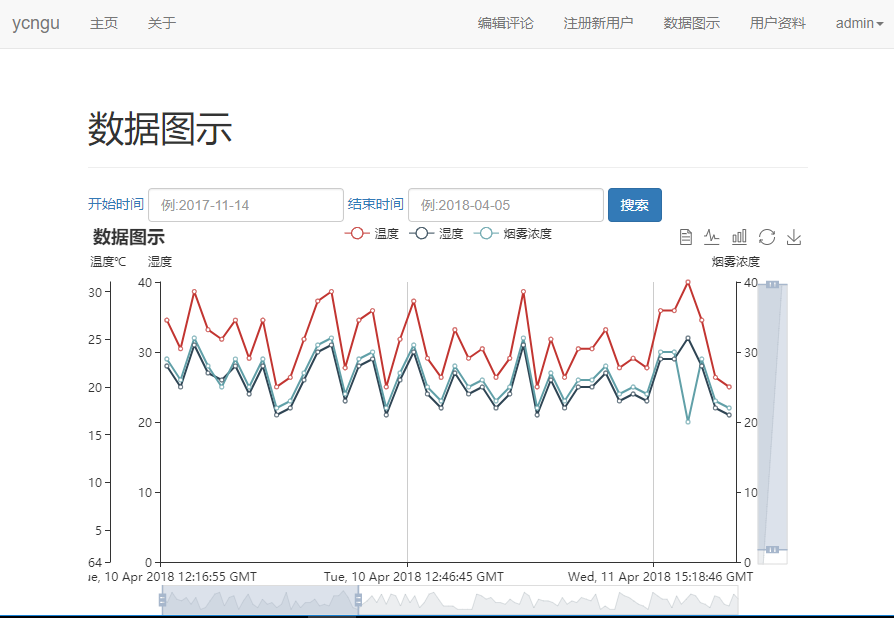 ycngu 主页 关于 编辑评论 注册新用户 数据图示 用户资料 admin
数据图示
开始时间 例:2017-11-14 结束时间 例:2018-04-05 搜索
数据图示 温度 湿度 烟雾浓度
温度℃ 湿度 烟雾浓度
30
25
20
15
10
5
64
40
30
20
10
0
40
30
20
10
0
ue, 10 Apr 2018 12:16:55 GMT Tue, 10 Apr 2018 12:46:45 GMT Wed, 11 Apr 2018 15:18:46 GMT